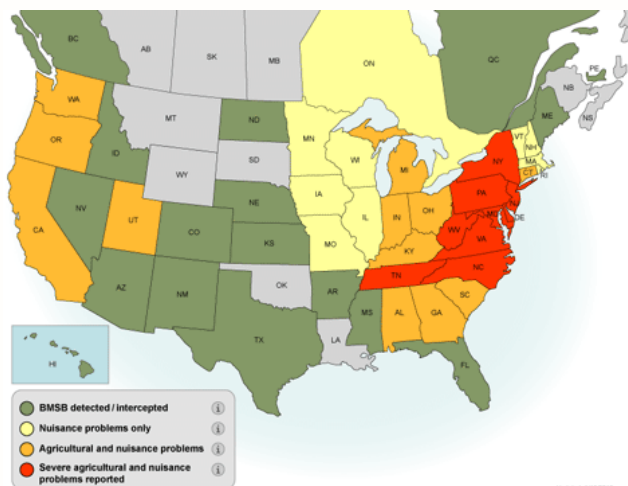 BC
AB
SK
MB
ON
QC
PE
NB
NS
WA
MT
ND
MN
ME
OR
ID
SD
WI
MI
VT
NH
NY
MA
CT
RI
WY
IA
PA
NJ
NV
NE
IL
IN
OH
MD
DE
UT
CO
WV
VA
CA
KS
MO
KY
TN
NC
AZ
NM
OK
AR
SC
MS
AL
GA
TX
LA
HI
FL
BMSB detected / intercepted i
Nuisance problems only i
Agricultural and nuisance problems i
Severe agricultural and nuisance i
problems reported